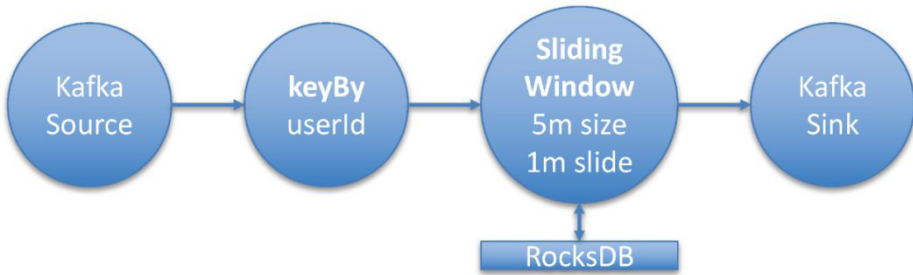 Kafka
Source
keyBy
userId
Sliding
Window
5m size
1m slide
Kafka
Sink
RocksDB